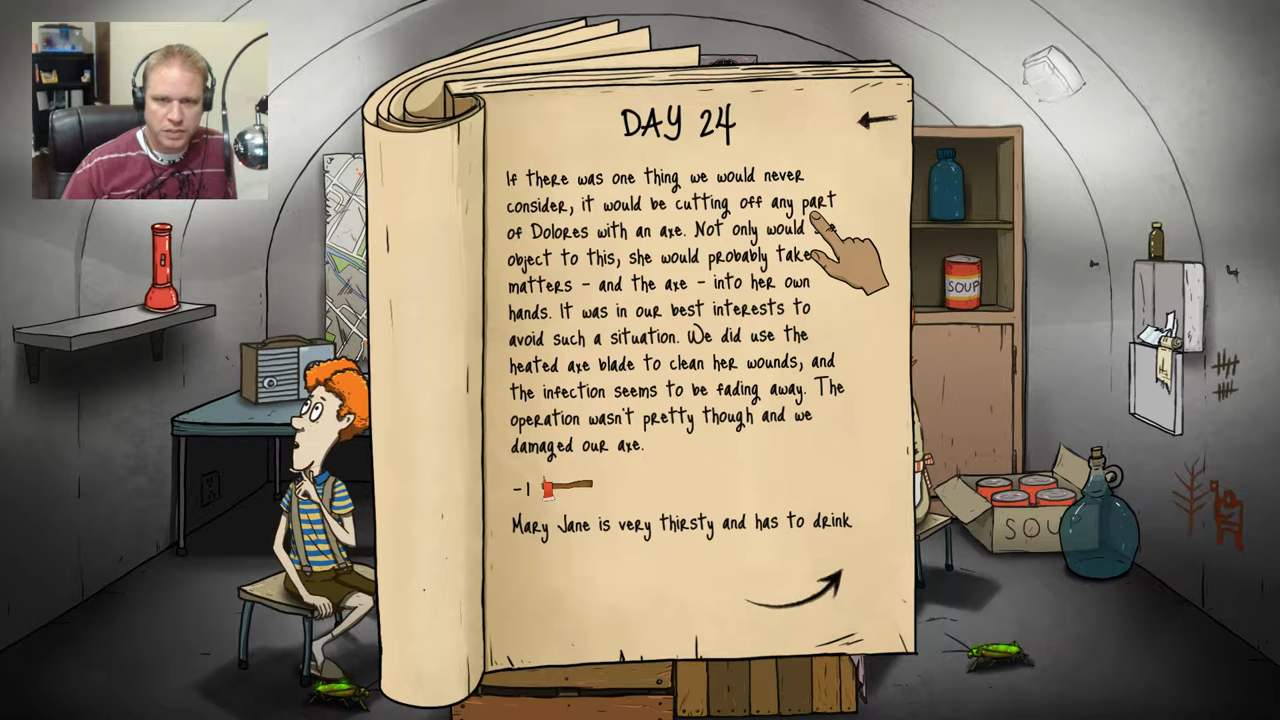 DAY 24
If there was one thing we would never
consider, it would be cutting off any part
of Dolores with an axe. Not only would
object to this, she would probably take
matters - and the axe - into her own
hands. It was in our best interests to
avoid such a situation. We did use the
heated axe blade to clean her wounds, and
the infection seems to be fading away. The
operation wasn't pretty though and we
damaged our axe.
-1
Mary Jane is very thirsty and has to drink
SOUP
SOU